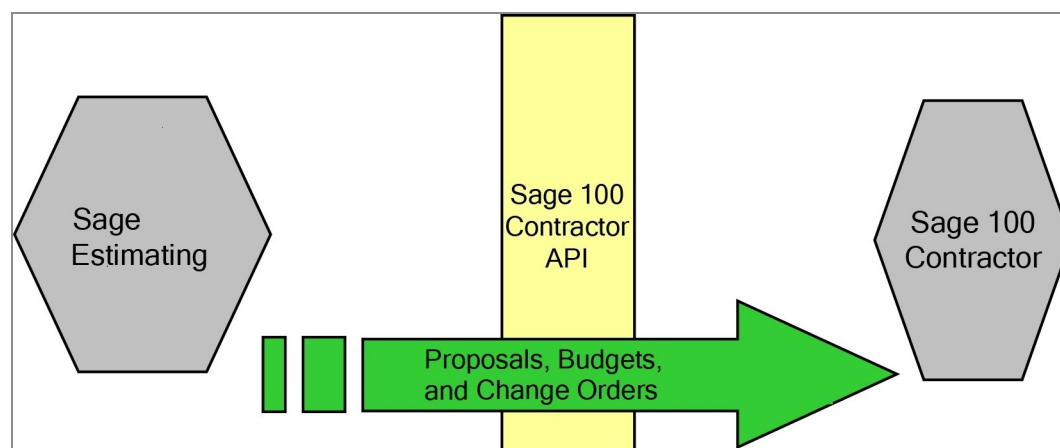 Sage
Estimating
Sage 100
Contractor
API
Sage 100
Contractor
Proposals, Budgets,
and Change Orders